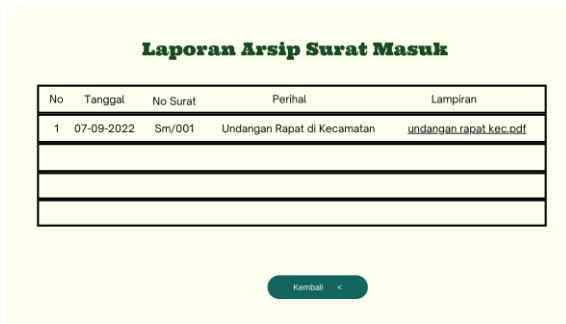 Laporan Arsip Surat Masuk
No Tanggal No Surat Perihal Lampiran
1 07-09-2022 Sm/001 Undangan Rapat di Kecamatan undangan rapat kec.pdf
Kembali <